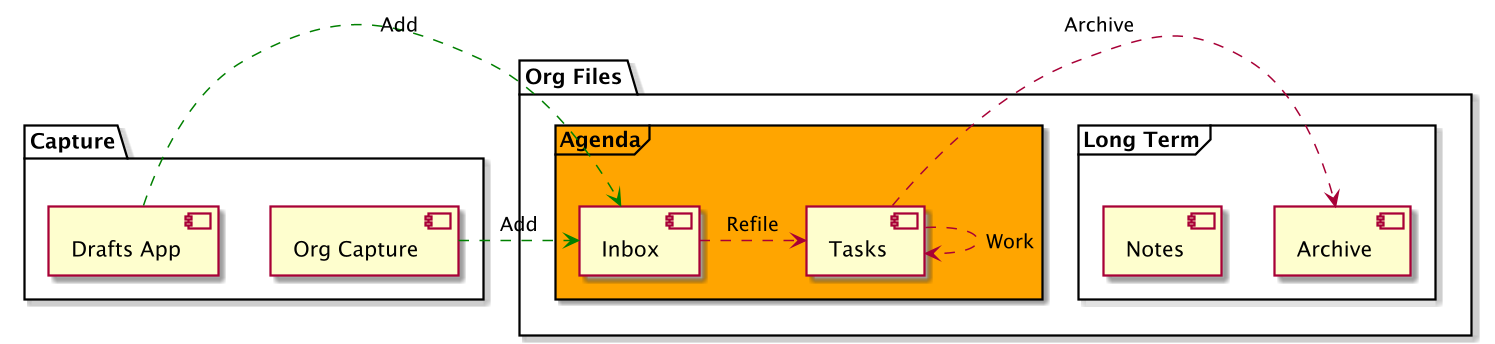 Add
Archive
Org Files
Capture
Agenda
Long Term
Drafts App
Org Capture
Add
Inbox
Refile
Tasks
Work
Notes
Archive